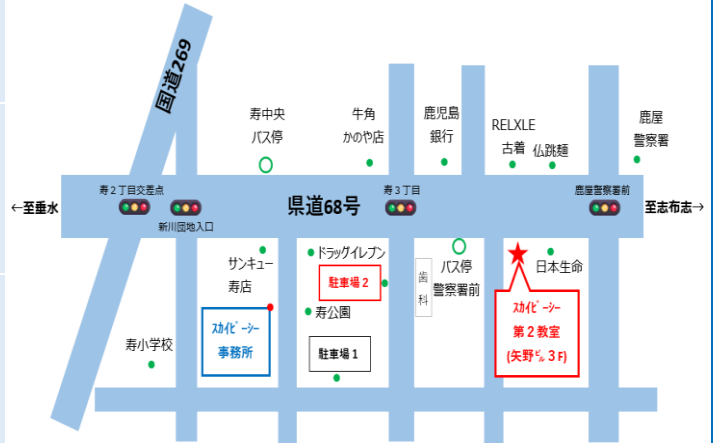 国道269
寿中央
バス停
牛角
かのや店
鹿児島
銀行
RELXLE
古着
仏跳麺
鹿屋
警察署
←至垂水
寿２丁目交差点
新川団地入口
県道68号
寿３丁目
鹿屋警察署前
至志布志→
サンキュー
寿店
ドラッグイレブン
駐車場２
歯科
バス停
警察署前
日本生命
スカイピーシー
事務所
寿公園
スカイピーシー
第２教室
(矢野ビル３F)
寿小学校
駐車場１